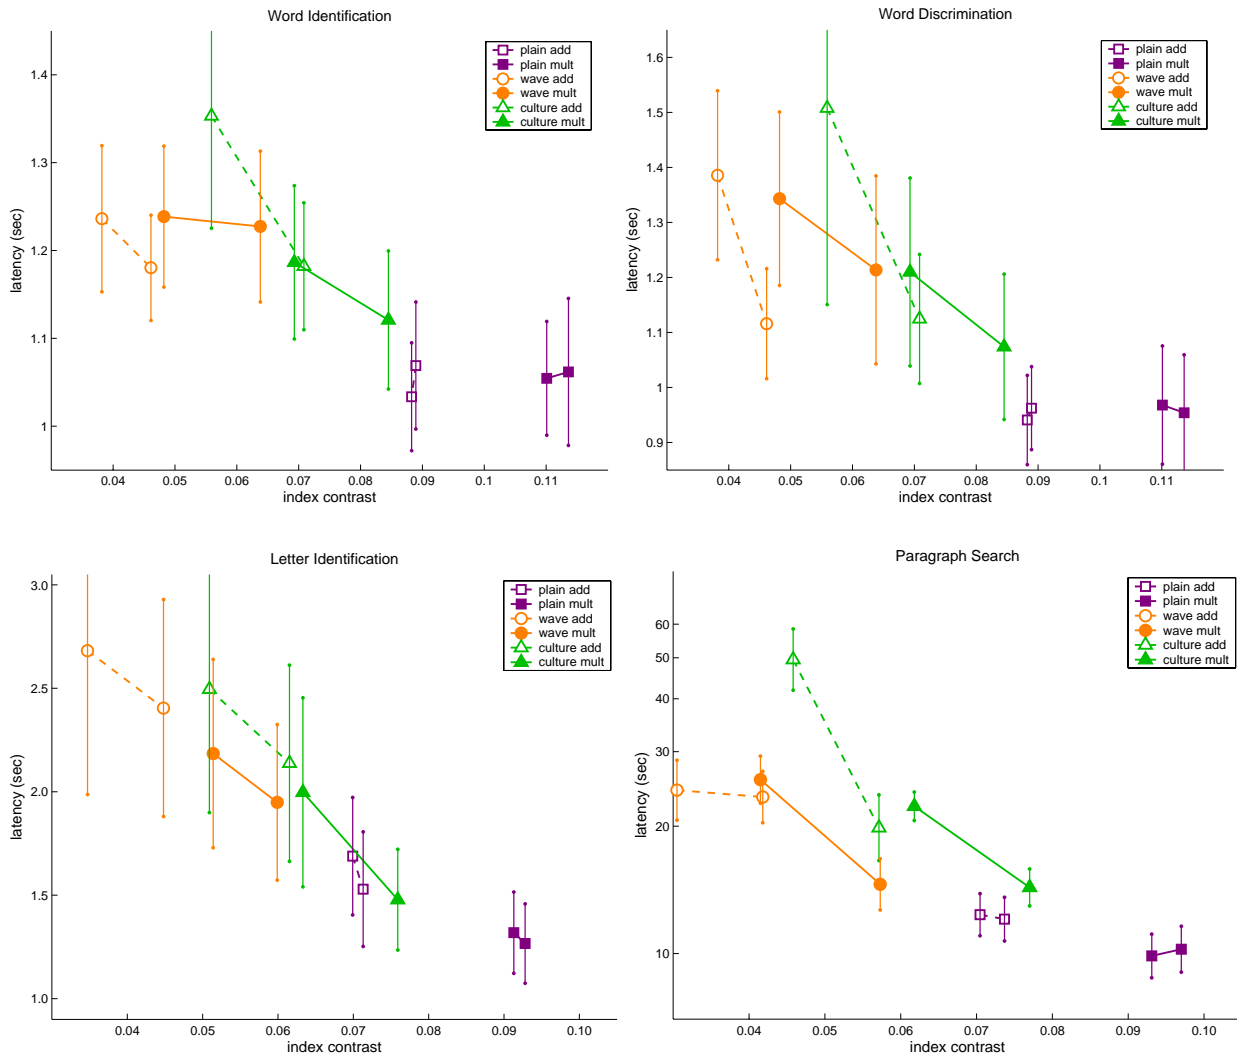 Word Identification
plain add
plain mult
wave add
wave mult
culture add
culture mult
1.4
1.3
1.2
1.1
1
latency (sec)
0.04 0.05 0.06 0.07 0.08 0.09 0.1 0.11
index contrast
Word Discrimination
plain add
plain mult
wave add
wave mult
culture add
culture mult
1.6
1.5
1.4
1.3
1.2
1.1
1
0.9
latency (sec)
0.04 0.05 0.06 0.07 0.08 0.09 0.1 0.11
index contrast
Letter Identification
plain add
plain mult
wave add
wave mult
culture add
culture mult
3.0
2.5
2.0
1.5
1.0
latency (sec)
0.04 0.05 0.06 0.07 0.08 0.09 0.10
index contrast
Paragraph Search
plain add
plain mult
wave add
wave mult
culture add
culture mult
60
50
40
30
20
10
latency (sec)
0.04 0.05 0.06 0.07 0.08 0.09 0.10
index contrast